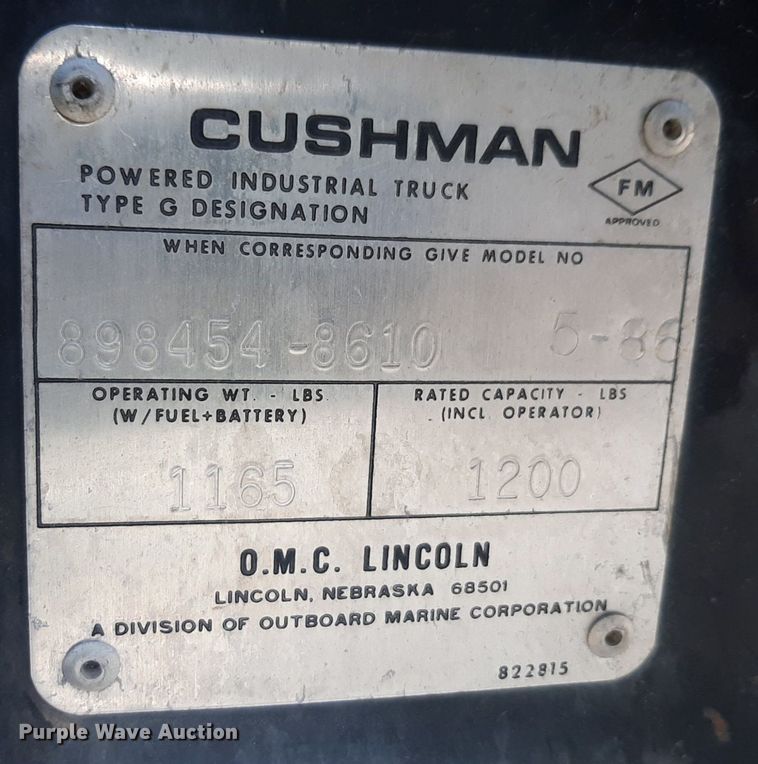 CUSHMAN
POWERED INDUSTRIAL TRUCK
TYPE G DESIGNATION
FM
APPROVED
WHEN CORRESPONDING GIVE MODEL NO
898454-8610 5-86
OPERATING WT. - LBS
(W/FUEL+BATTERY)
1165
RATED CAPACITY - LBS
(INCL. OPERATOR)
1200
O.M.C. LINCOLN
LINCOLN, NEBRASKA 68501
A DIVISION OF OUTBOARD MARINE CORPORATION
822815
Purple Wave Auction